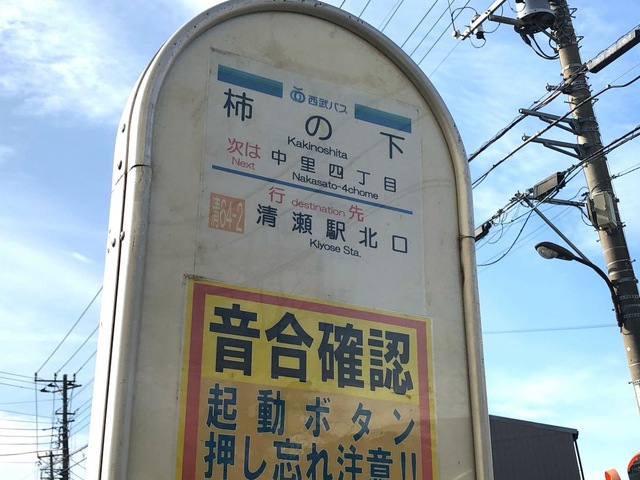 西武バス
柿の下
Kakinoshita
次は 中里四丁目
Next Nakasato-4chome
行先
destination
清64-2 清瀬駅北口
Kiyose Sta.
音合確認
起動ボタン
押し忘れ注意!!